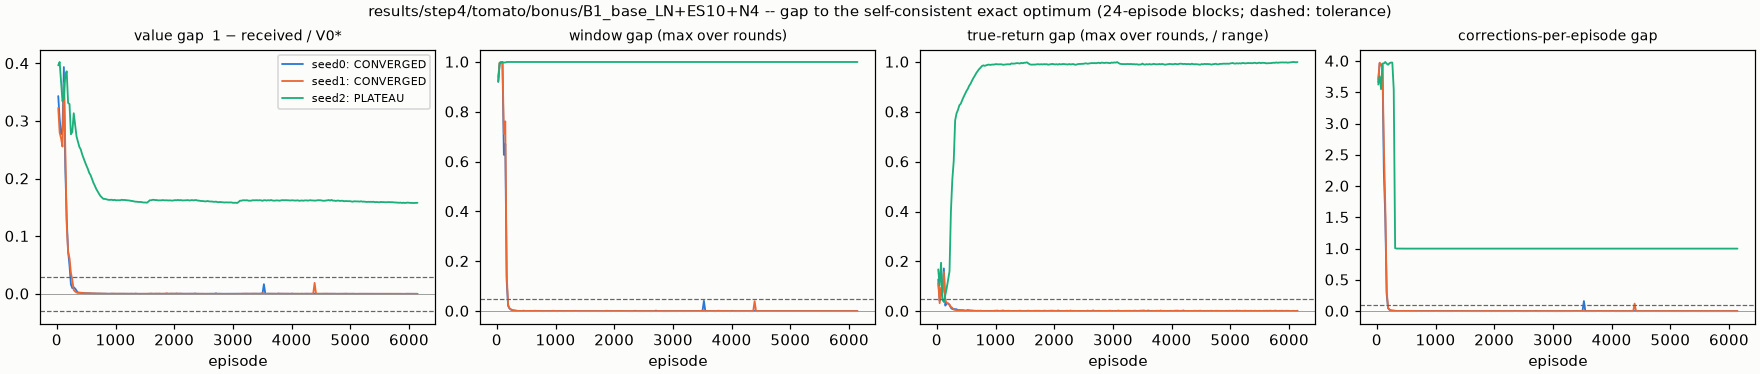 results/step4/tomato/bonus/B1_base_LN+ES10+N4 -- gap to the self-consistent exact optimum (24-episode blocks; dashed: tolerance)
value gap 1 − received / V0*
0.4
0.3
0.2
0.1
0.0
seed0: CONVERGED
seed1: CONVERGED
seed2: PLATEAU
0 1000 2000 3000 4000 5000 6000
episode
window gap (max over rounds)
1.0
0.8
0.6
0.4
0.2
0.0
0 1000 2000 3000 4000 5000 6000
episode
true-return gap (max over rounds, / range)
1.0
0.8
0.6
0.4
0.2
0.0
0 1000 2000 3000 4000 5000 6000
episode
corrections-per-episode gap
4.0
3.5
3.0
2.5
2.0
1.5
1.0
0.5
0.0
0 1000 2000 3000 4000 5000 6000
episode